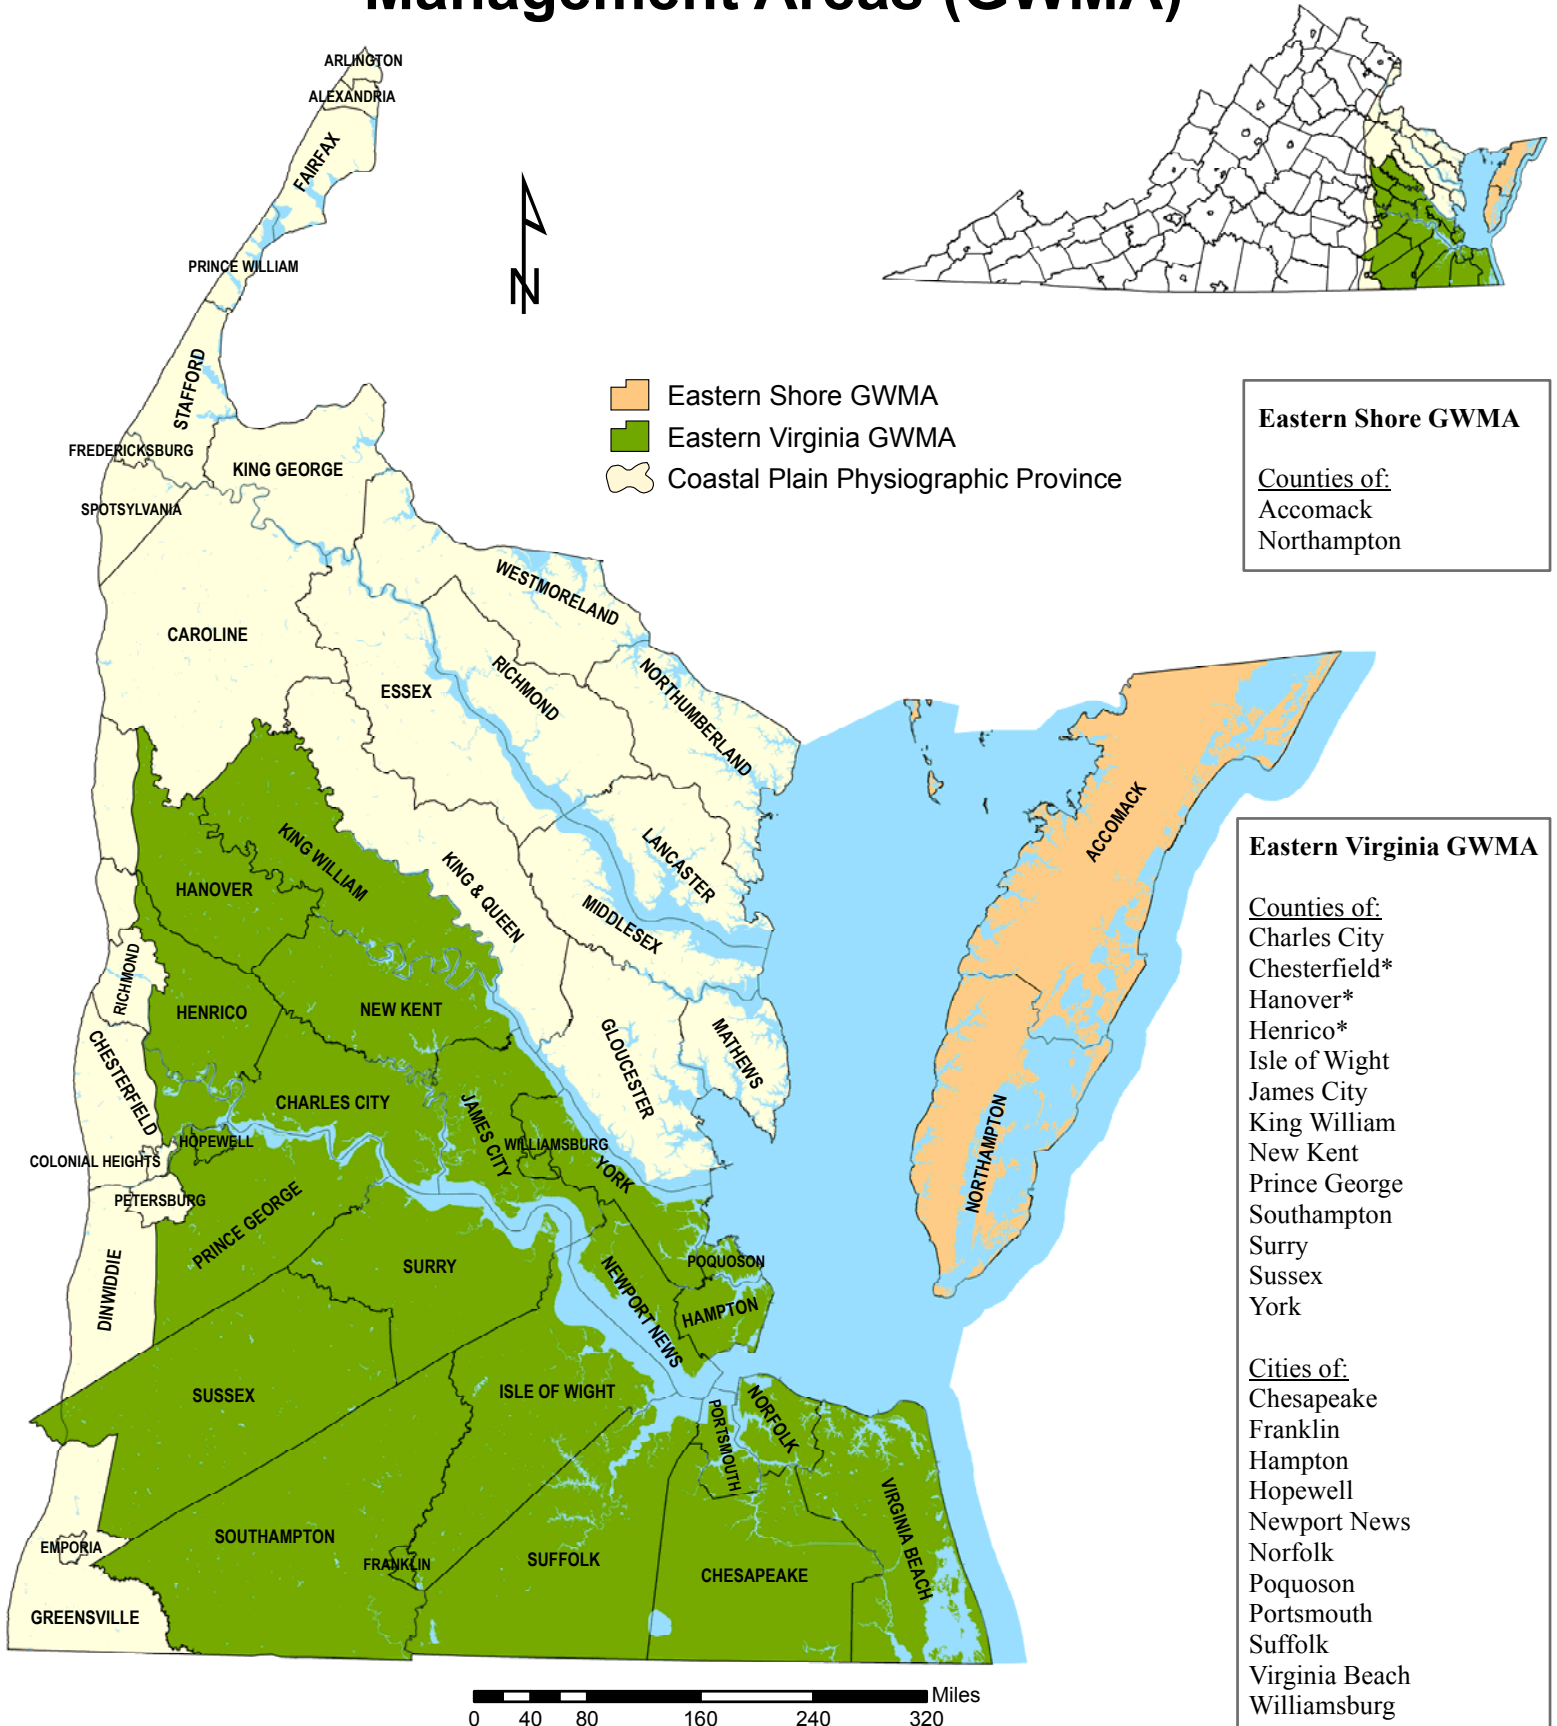 Management Areas (GWMA)
ARLINGTON
ALEXANDRIA
FAIRFAX
PRINCE WILLIAM
N
STAFFORD
Eastern Shore GWMA
Eastern Virginia GWMA
Coastal Plain Physiographic Province
Eastern Shore GWMA
Counties of:
Accomack
Northampton
FREDERICKSBURG
KING GEORGE
SPOTSYLVANIA
WESTMORELAND
CAROLINE
ESSEX
RICHMOND
NORTHUMBERLAND
ACCOMACK
KING WILLIAM
HANOVER
KING & QUEEN
LANCASTER
MIDDLESEX
RICHMOND
HENRICO
NEW KENT
GLOUCESTER
MATHEWS
CHESTERFIELD
CHARLES CITY
JAMES CITY
HOPEWELL
WILLIAMSBURG
COLONIAL HEIGHTS
YORK
NORTHAMPTON
PETERSBURG
PRINCE GEORGE
DINWIDDIE
SURRY
POQUOSON
NEWPORT NEWS
HAMPTON
SUSSEX
ISLE OF WIGHT
NORFOLK
PORTSMOUTH
VIRGINIA BEACH
SOUTHAMPTON
EMPORIA
FRANKLIN
SUFFOLK
CHESAPEAKE
GREENSVILLE
Eastern Virginia GWMA
Counties of:
Charles City
Chesterfield*
Hanover*
Henrico*
Isle of Wight
James City
King William
New Kent
Prince George
Southampton
Surry
Sussex
York
Cities of:
Chesapeake
Franklin
Hampton
Hopewell
Newport News
Norfolk
Poquoson
Portsmouth
Suffolk
Virginia Beach
Williamsburg
Miles
0 40 80 160 240 320